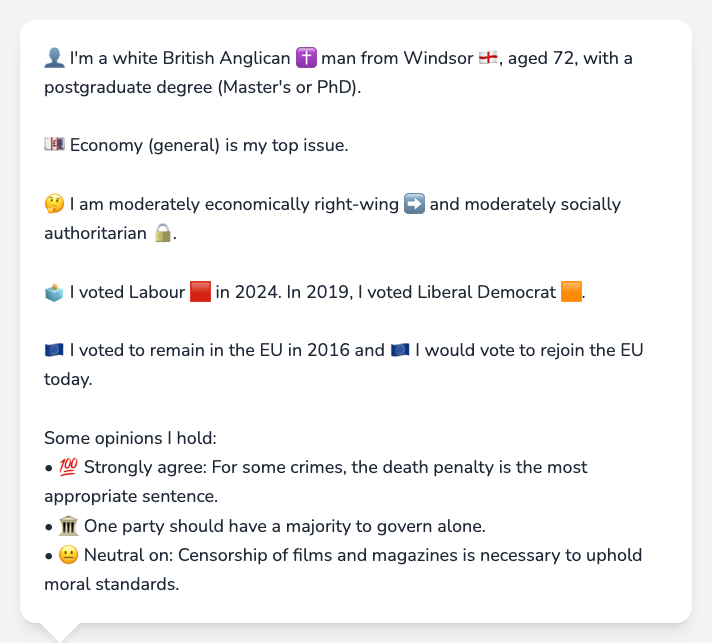 👤 I'm a white British Anglican ✝️ man from Windsor 🏴󠁧󠁢󠁥󠁮󠁧󠁿, aged 72, with a
postgraduate degree (Master's or PhD).
💷 Economy (general) is my top issue.
🤔 I am moderately economically right-wing ➡️ and moderately socially
authoritarian 🔒.
🗳️ I voted Labour 🟥 in 2024. In 2019, I voted Liberal Democrat 🟧.
🇪🇺 I voted to remain in the EU in 2016 and 🇪🇺 I would vote to rejoin the EU
today.
Some opinions I hold:
• 💯 Strongly agree: For some crimes, the death penalty is the most
appropriate sentence.
• 🏛️ One party should have a majority to govern alone.
• 😐 Neutral on: Censorship of films and magazines is necessary to uphold
moral standards.